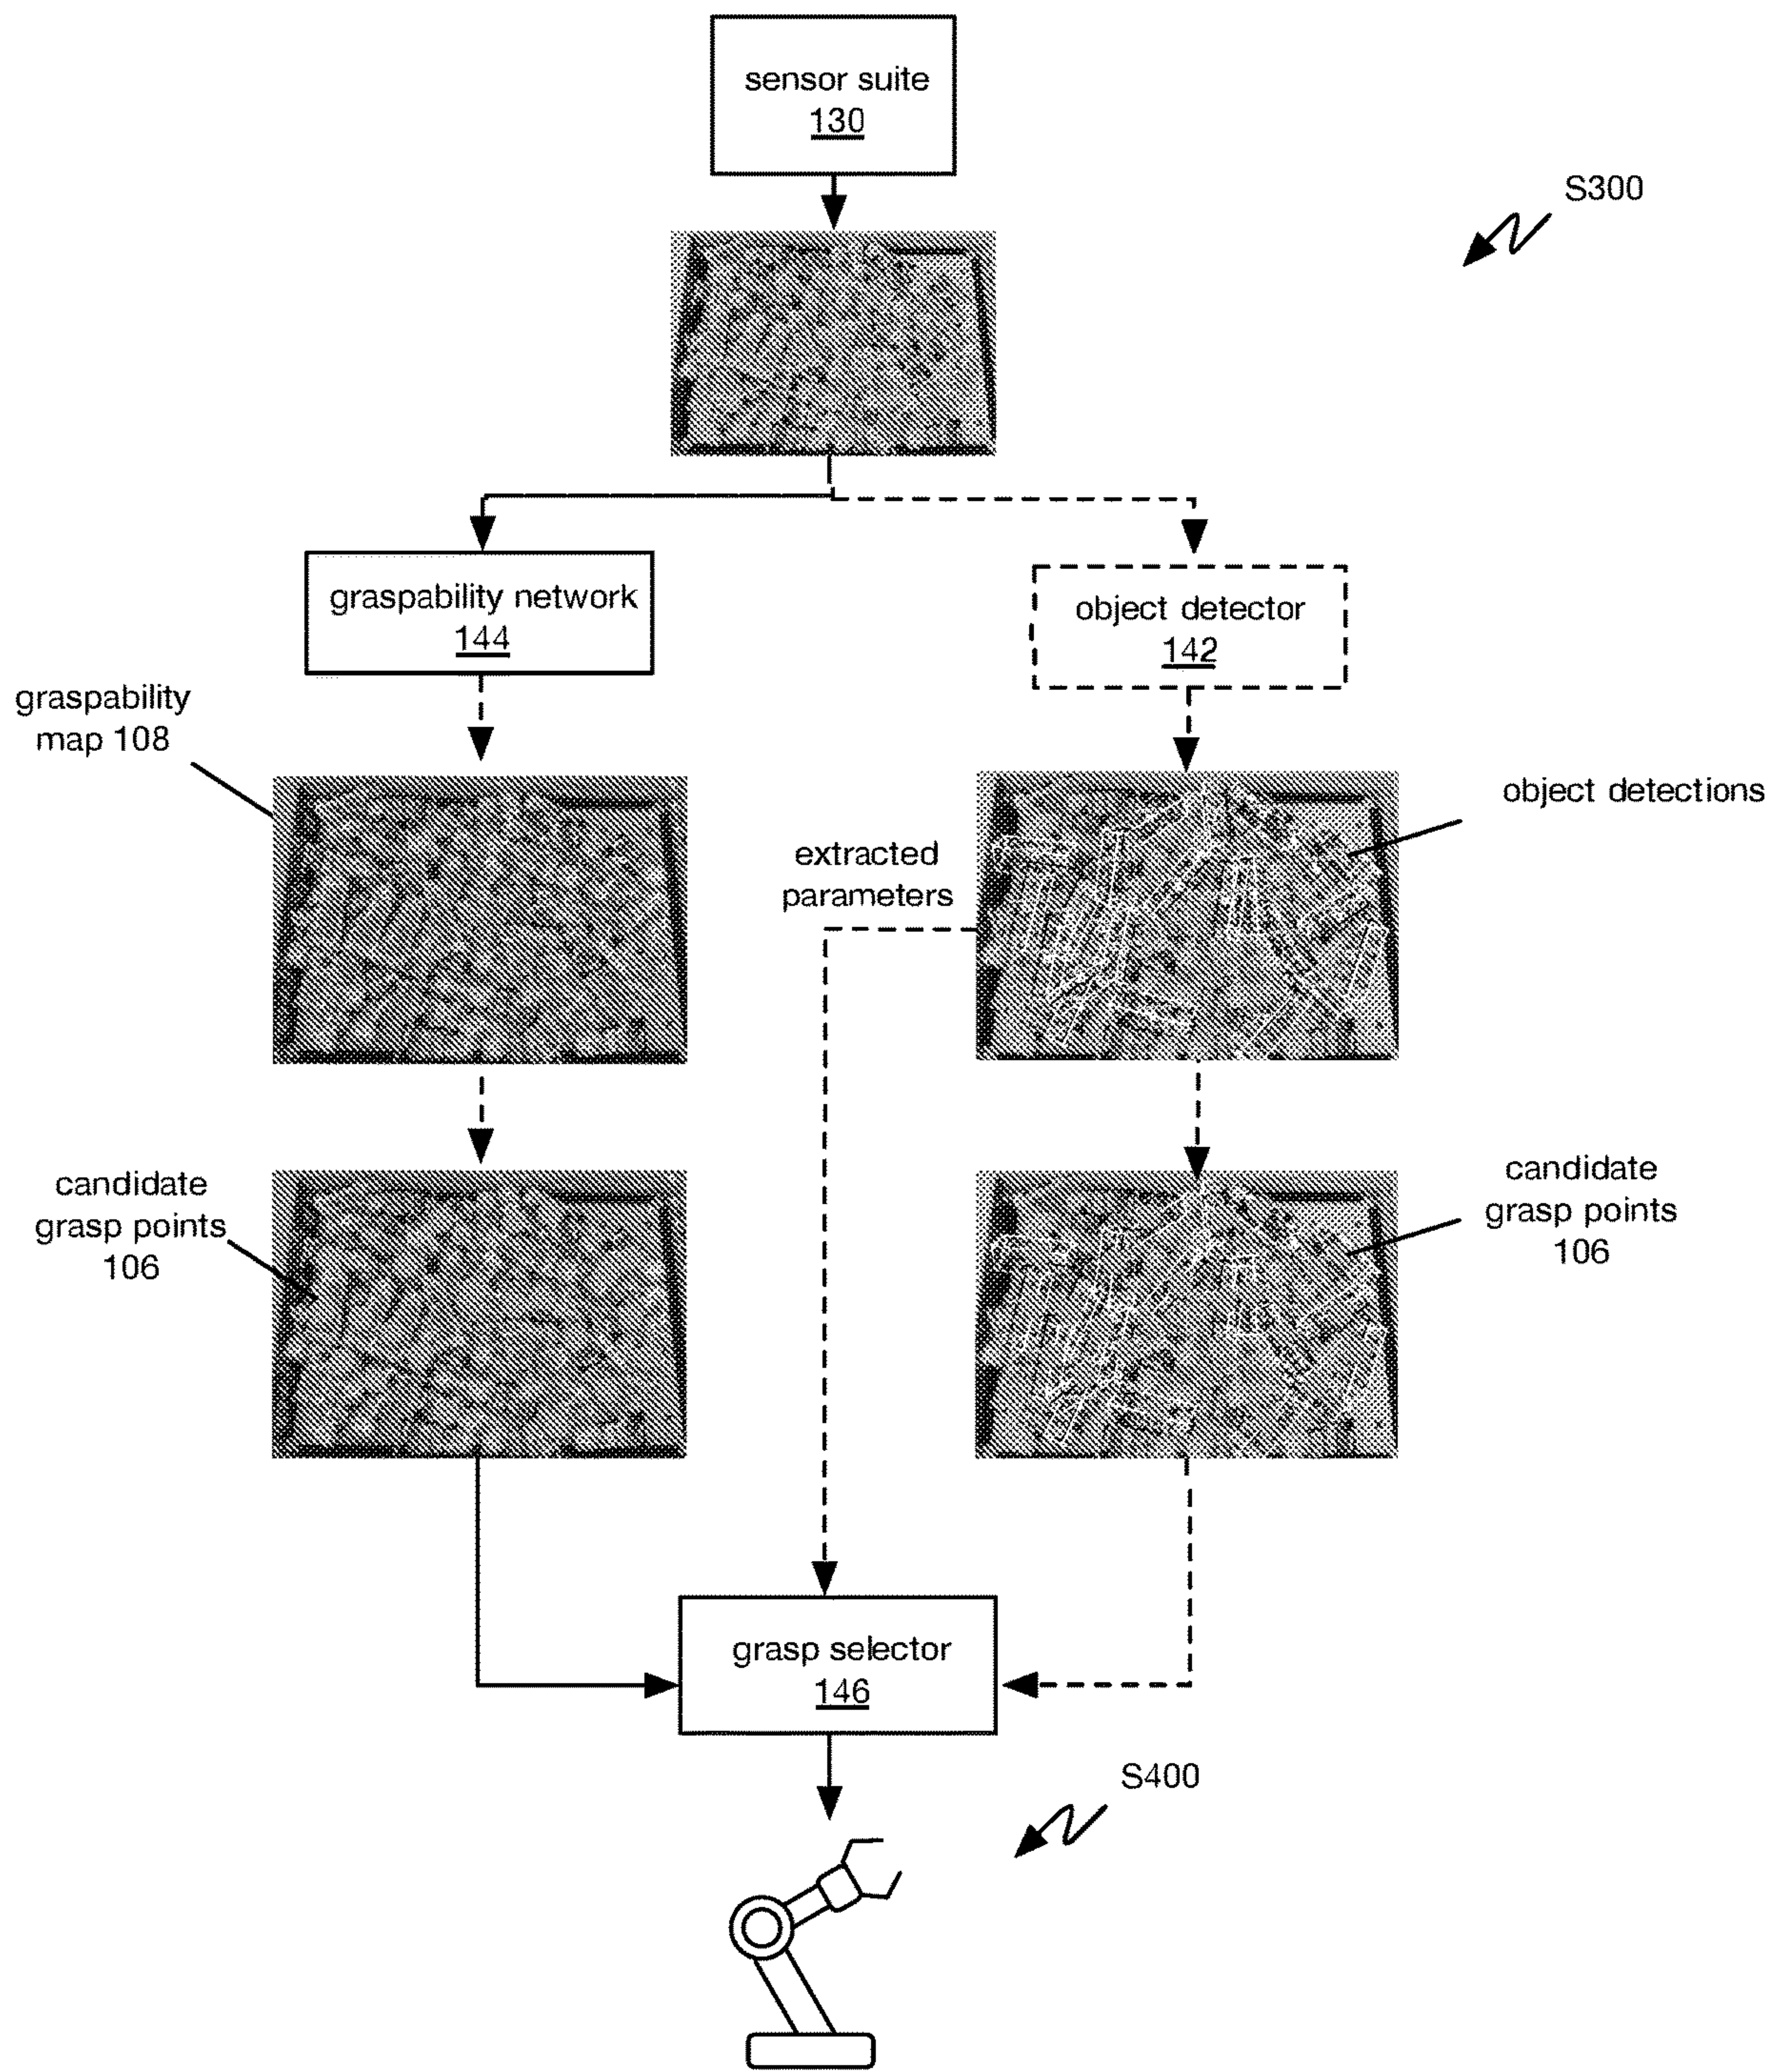 sensor suite
130
S300
graspability network
144
object detector
142
graspability
map 108
object detections
extracted
parameters
candidate
grasp points
106
candidate
grasp points
106
grasp selector
146
S400